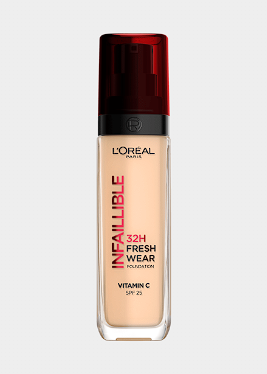 L'ORÉAL
PARIS
INFAILLIBLE
32H
FRESH
WEAR
FOUNDATION
VITAMIN C
SPF 25